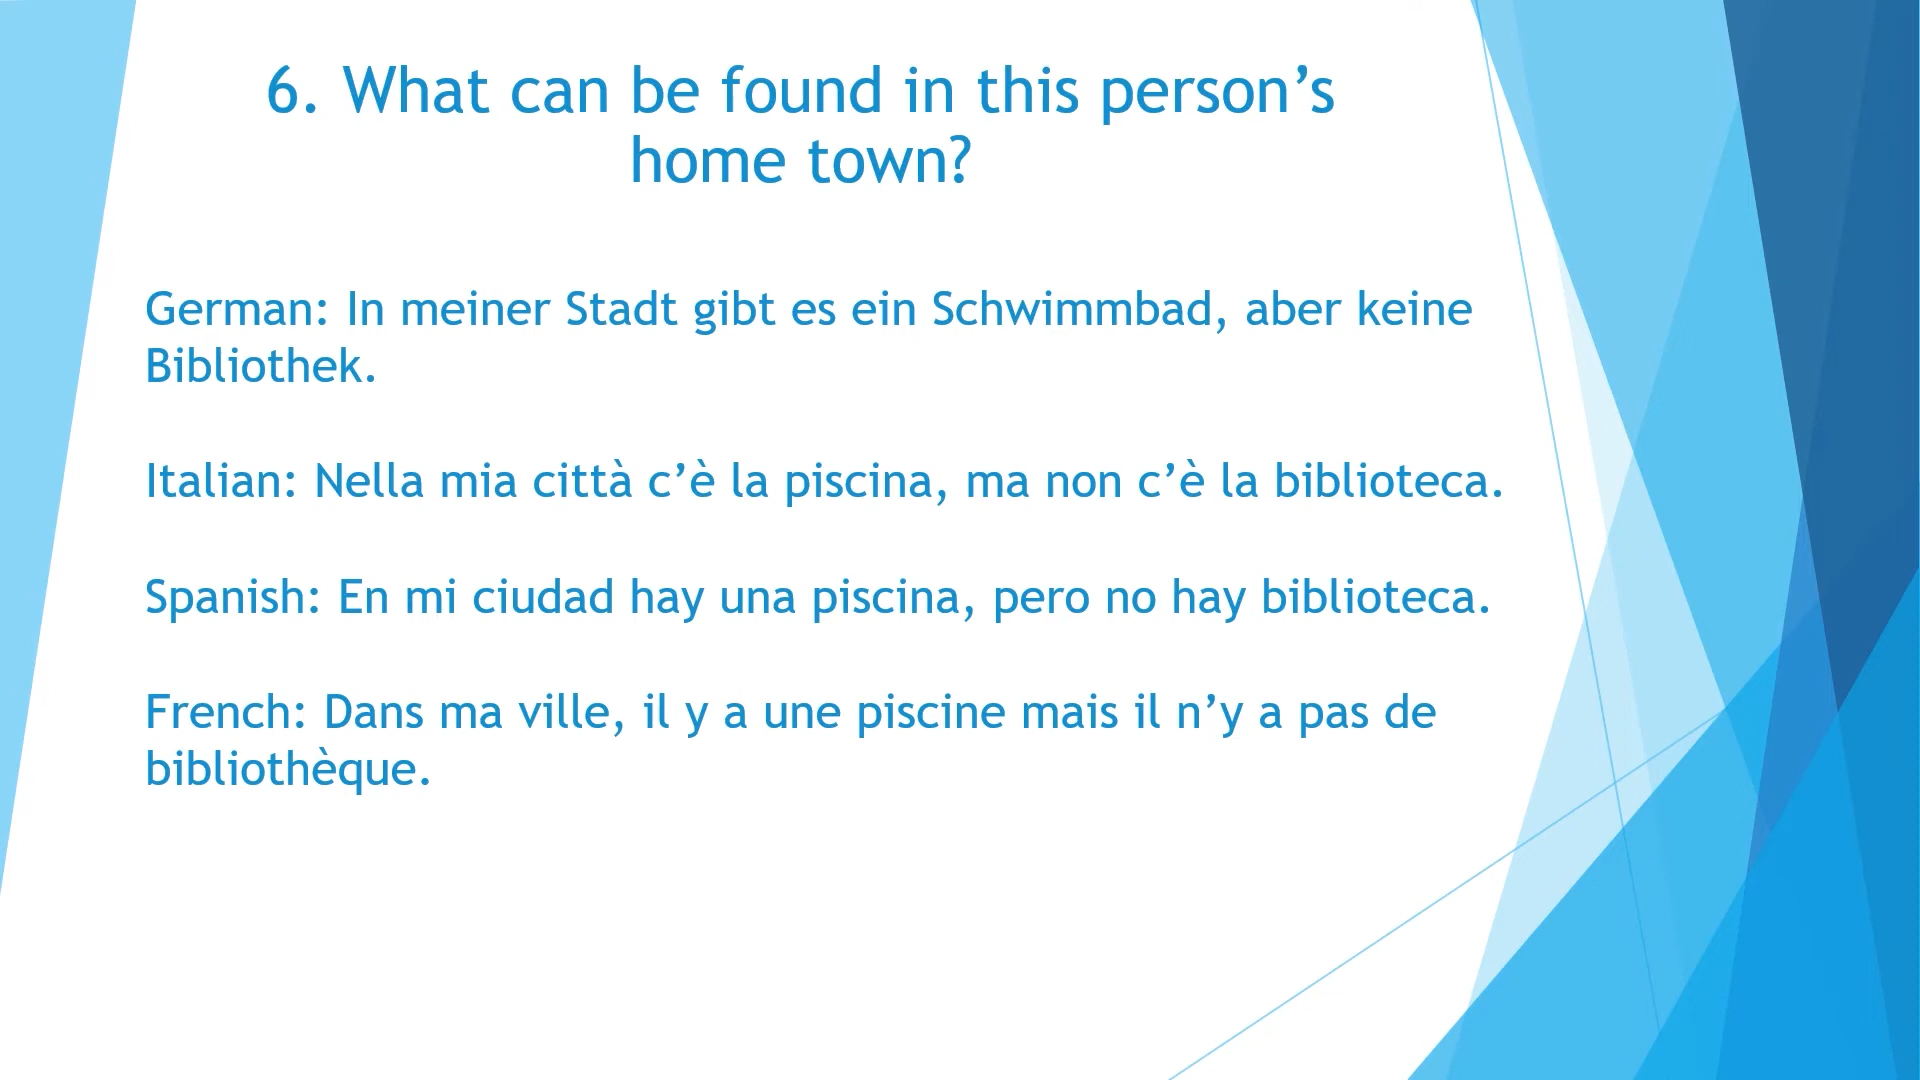 6. What can be found in this person’s
home town?
German: In meiner Stadt gibt es ein Schwimmbad, aber keine
Bibliothek.
Italian: Nella mia città c’è la piscina, ma non c’è la biblioteca.
Spanish: En mi ciudad hay una piscina, pero no hay biblioteca.
French: Dans ma ville, il y a une piscine mais il n’y a pas de
bibliothèque.